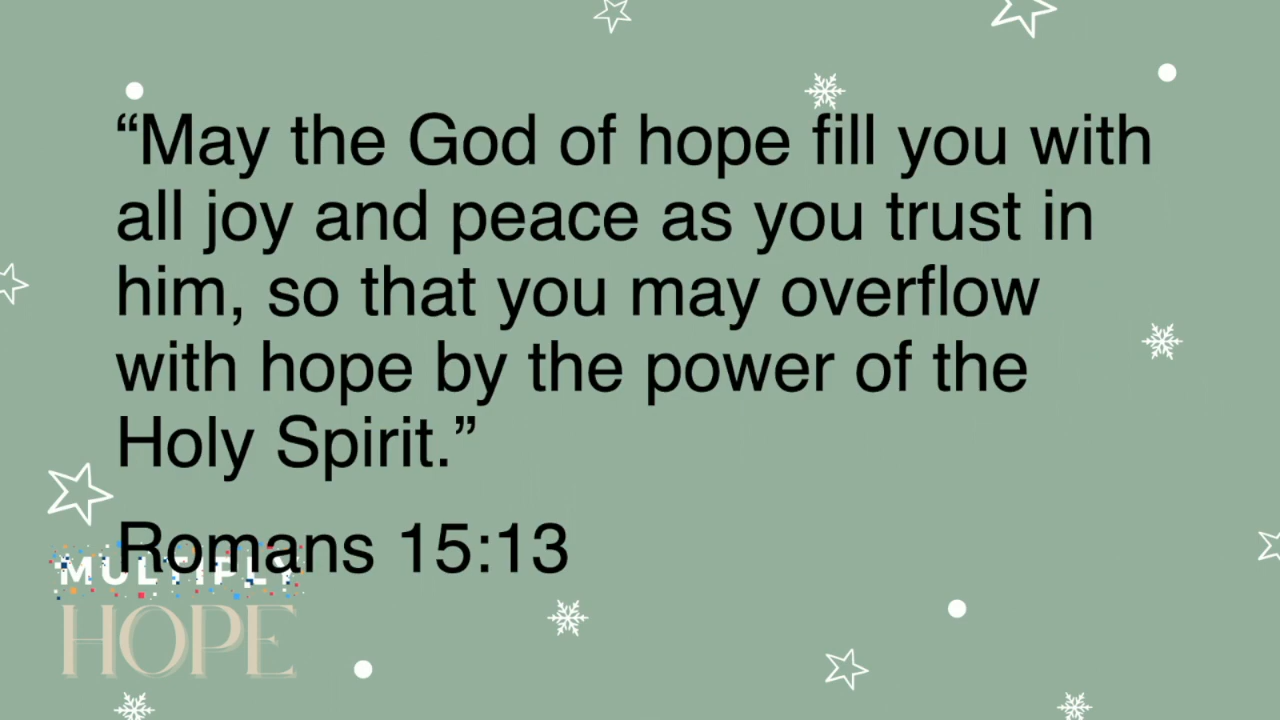 “May the God of hope fill you with
all joy and peace as you trust in
him, so that you may overflow
with hope by the power of the
Holy Spirit.”
Romans 15:13
MULTIPLY
HOPE